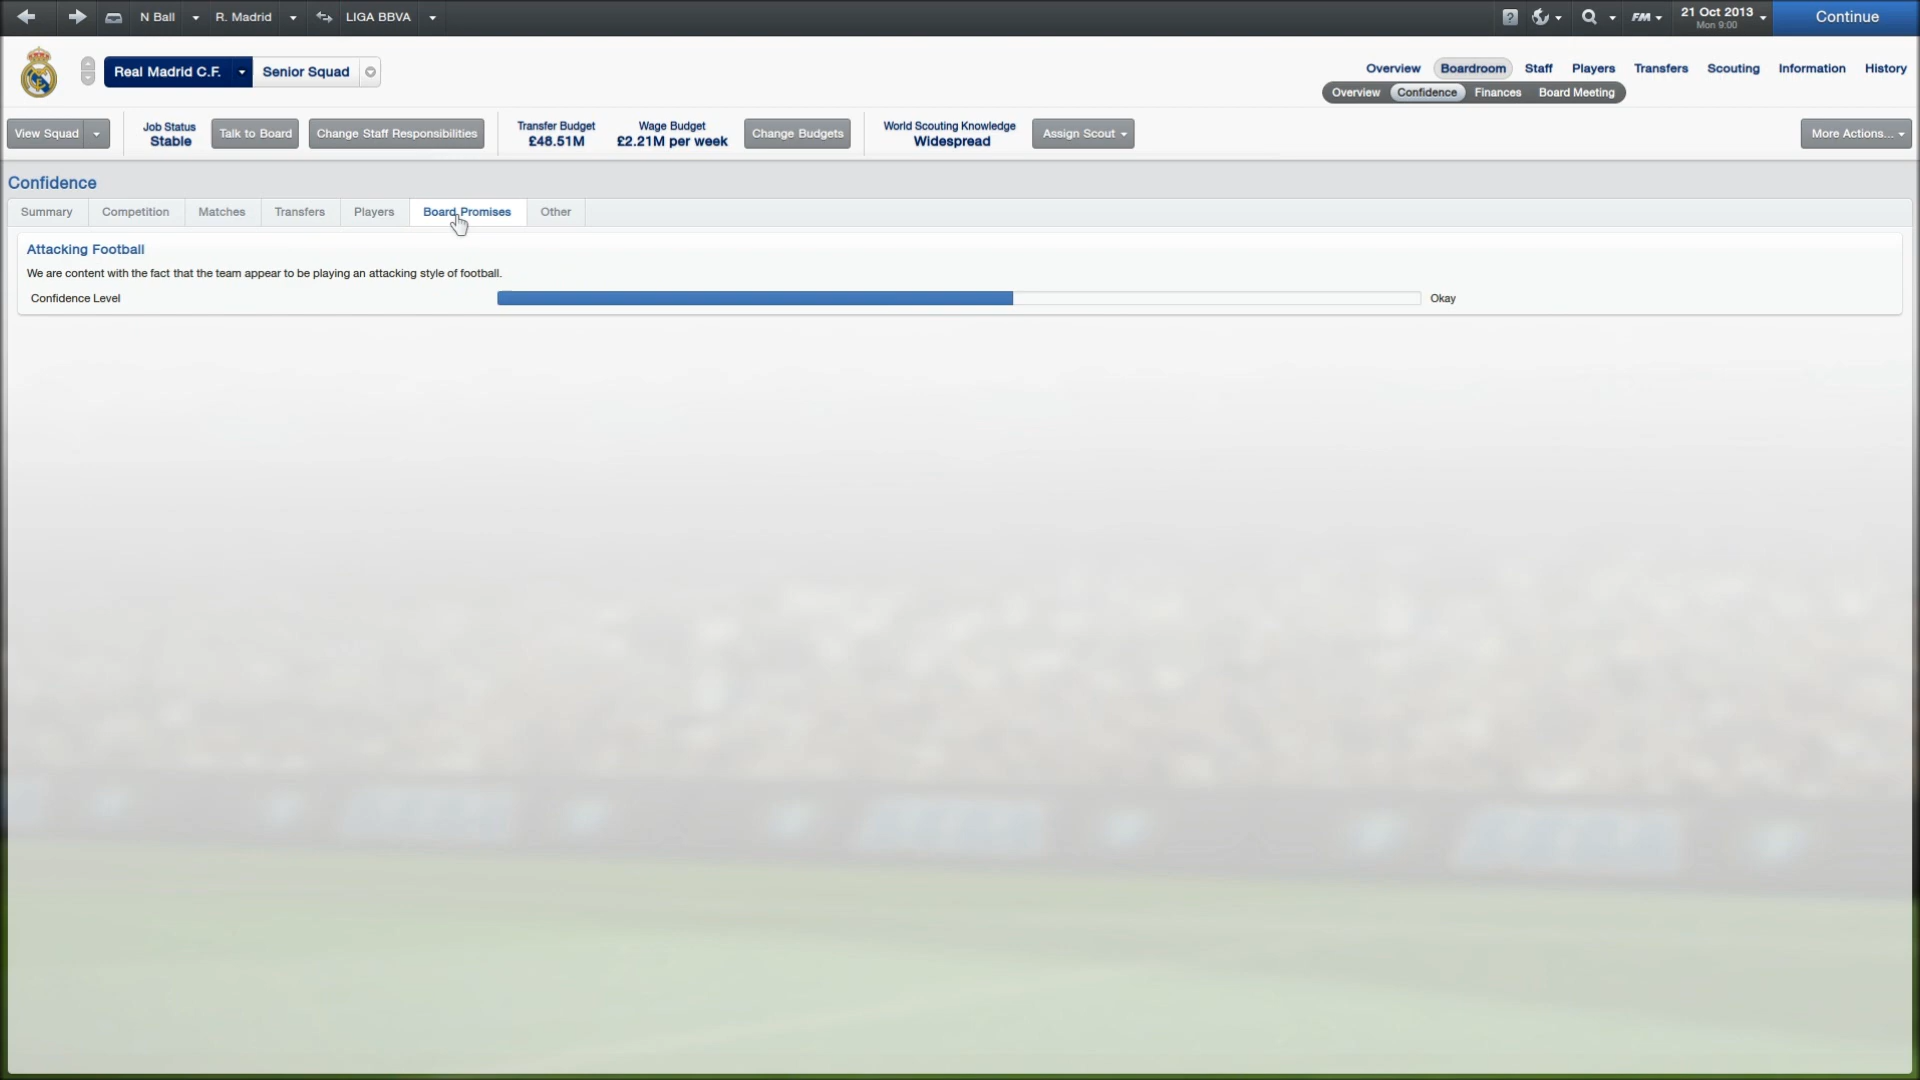 N Ball R. Madrid LIGA BBVA ? FM 21 Oct 2013 Continue
Mon 9:00
Real Madrid C.F. Senior Squad
Overview Boardroom Staff Players Transfers Scouting Information History
Overview Confidence Finances Board Meeting
View Squad Job Status Talk to Board Change Staff Responsibilities Transfer Budget Wage Budget Change Budgets World Scouting Knowledge Assign Scout More Actions...
Stable £48.51M £2.21M per week Widespread
Confidence
Summary Competition Matches Transfers Players Board Promises Other
Attacking Football
We are content with the fact that the team appear to be playing an attacking style of football.
Confidence Level Okay